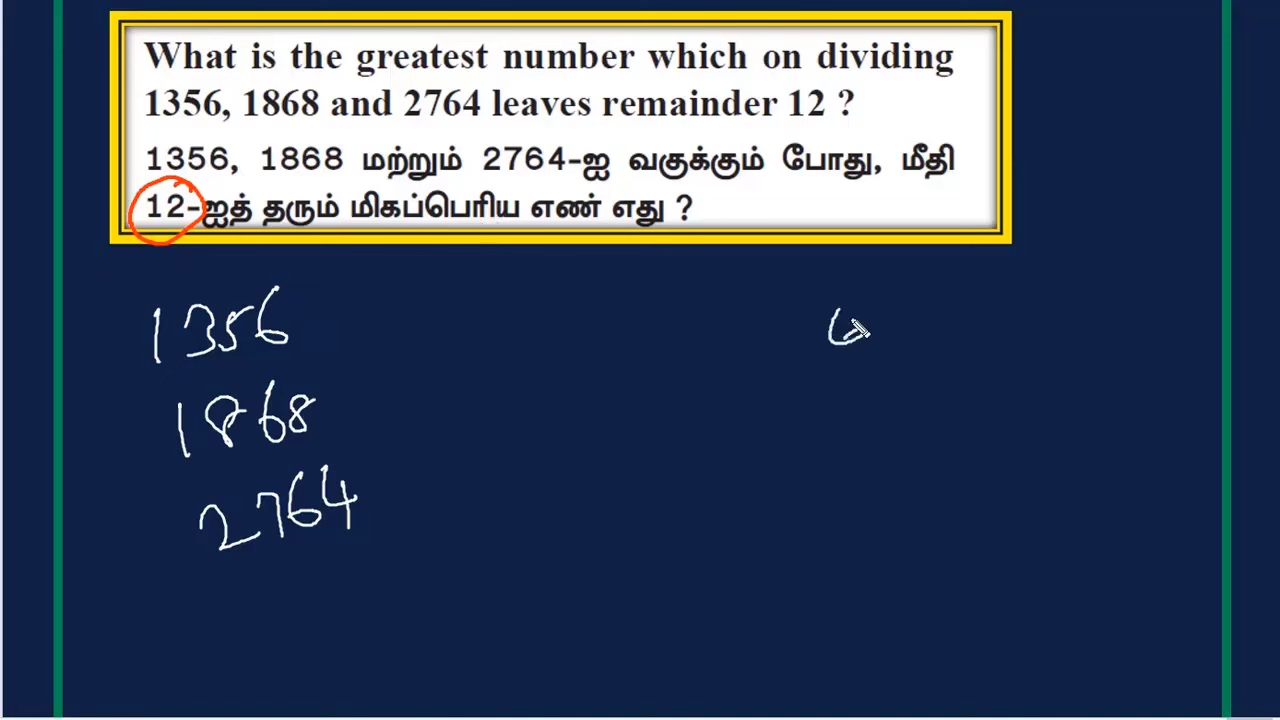 What is the greatest number which on dividing
1356, 1868 and 2764 leaves remainder 12 ?
1356, 1868 மற்றும் 2764-ஐ வகுக்கும் போது, மீதி
12-ஐத் தரும் மிகப்பெரிய எண் எது ?
1356
1868
2764